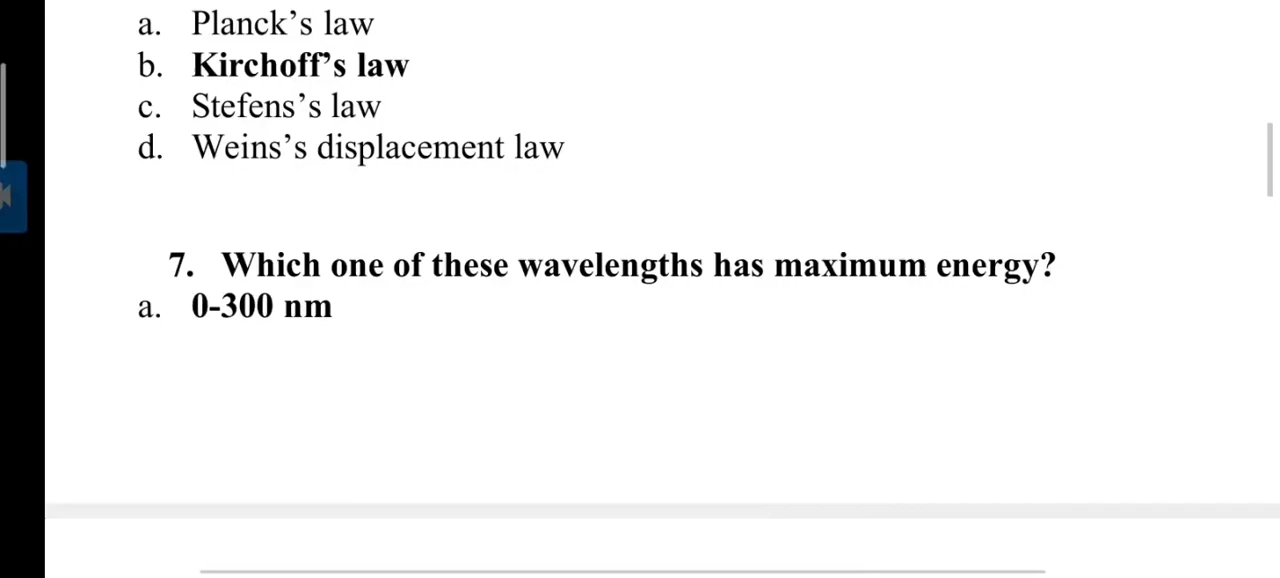 a. Planck’s law
b. Kirchoff’s law
c. Stefens’s law
d. Weins’s displacement law
7. Which one of these wavelengths has maximum energy?
a. 0-300 nm